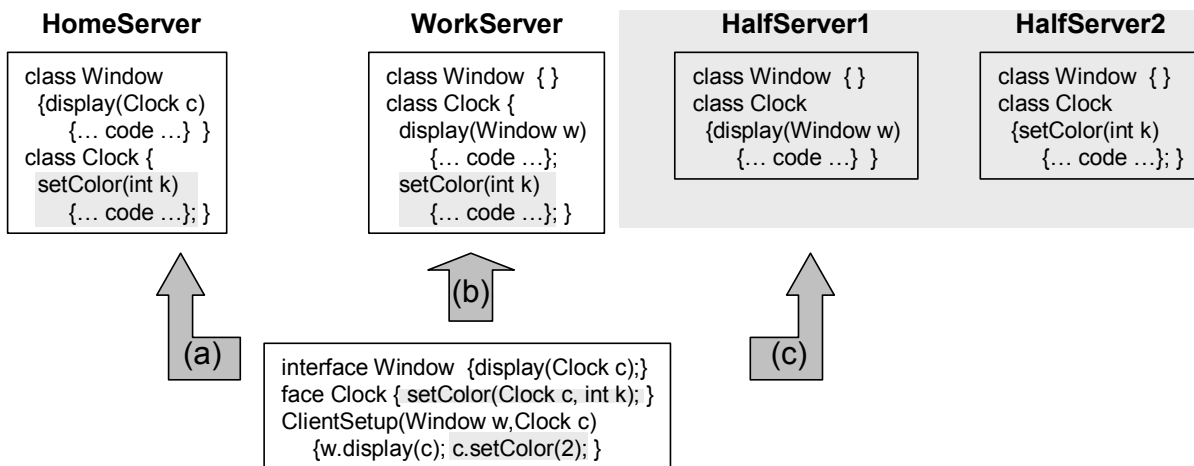 HomeServer
class Window
{display(Clock c)
{… code …} }
class Clock {
setColor(int k)
{… code …}; }
WorkServer
class Window { }
class Clock {
display(Window w)
{… code …};
setColor(int k)
{… code …}; }
HalfServer1
class Window { }
class Clock
{display(Window w)
{… code …} }
HalfServer2
class Window { }
class Clock
{setColor(int k)
{… code …}; }
(a)
(b)
(c)
interface Window {display(Clock c);}
face Clock { setColor(Clock c, int k); }
ClientSetup(Window w,Clock c)
{w.display(c); c.setColor(2); }